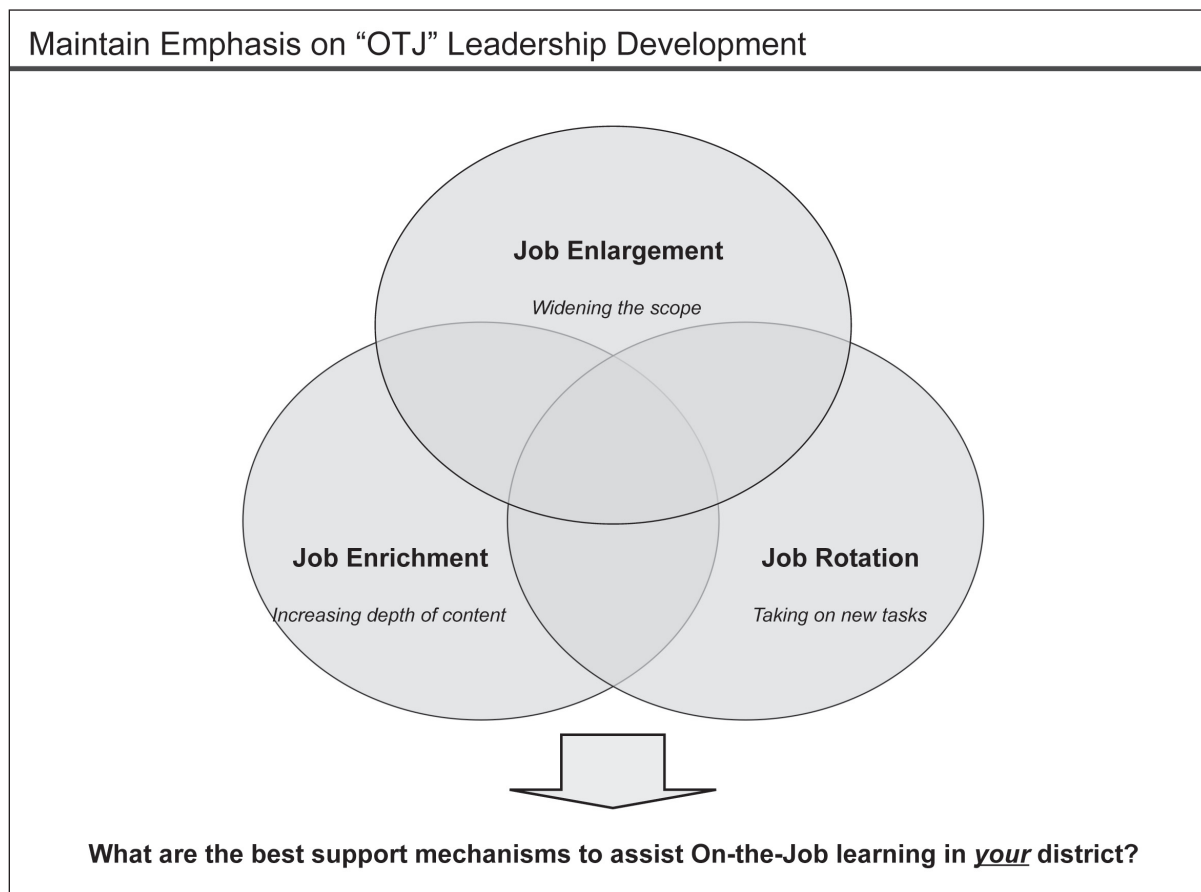 Maintain Emphasis on “OTJ” Leadership Development
Job Enlargement
Widening the scope
Job Enrichment
Increasing depth of content
Job Rotation
Taking on new tasks
What are the best support mechanisms to assist On-the-Job learning in your district?